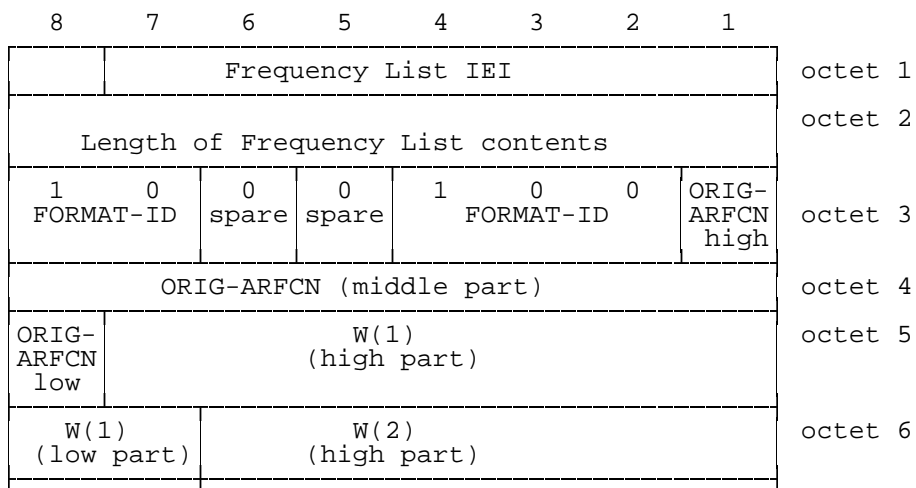 8 7 6 5 4 3 2 1
Frequency List IEI octet 1
octet 2
Length of Frequency List contents
1 0 0 0 1 0 0 ORIG-
FORMAT-ID spare spare FORMAT-ID ARFCN octet 3
high
ORIG-ARFCN (middle part) octet 4
ORIG- W(1) octet 5
ARFCN (high part)
low
W(1) W(2) octet 6
(low part) (high part)